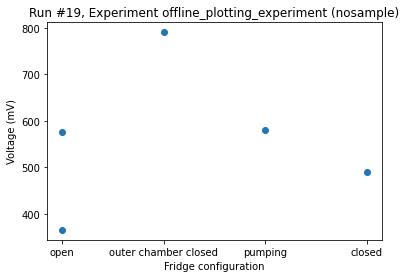 Run #19, Experiment offline_plotting_experiment (nosample)
800
700
600
500
400
Voltage (mV)
open outer chamber closed pumping closed
Fridge configuration